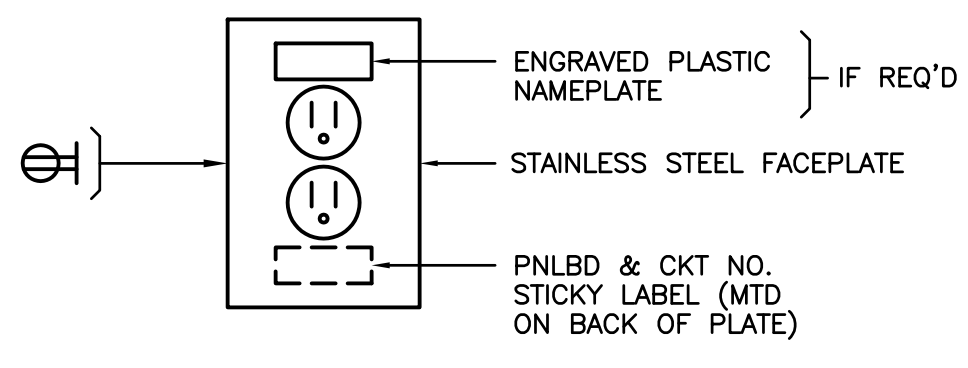 ENGRAVED PLASTIC
NAMEPLATE
IF REQ'D
STAINLESS STEEL FACEPLATE
PNLBD & CKT NO.
STICKY LABEL (MTD
ON BACK OF PLATE)